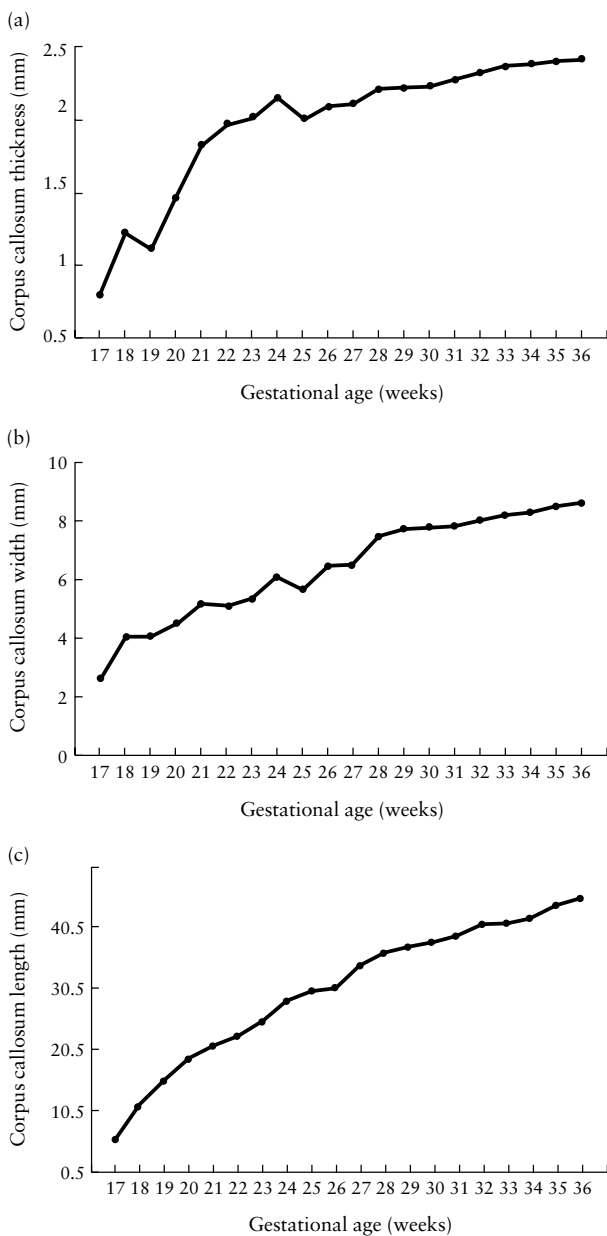 (a)
Corpus callosum thickness (mm)
2.5
2
1.5
1
0.5
17 18 19 20 21 22 23 24 25 26 27 28 29 30 31 32 33 34 35 36
Gestational age (weeks)
(b)
Corpus callosum width (mm)
10
8
6
4
2
0
17 18 19 20 21 22 23 24 25 26 27 28 29 30 31 32 33 34 35 36
Gestational age (weeks)
(c)
Corpus callosum length (mm)
40.5
30.5
20.5
10.5
0.5
17 18 19 20 21 22 23 24 25 26 27 28 29 30 31 32 33 34 35 36
Gestational age (weeks)